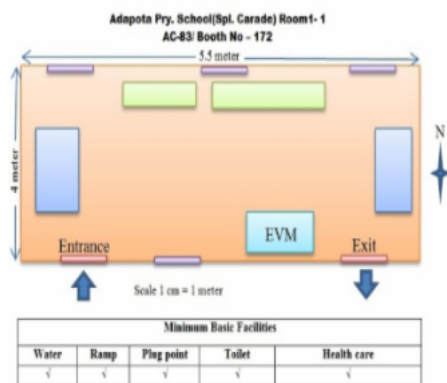 Adapota Pry. School(Spl. Carade) Room1- 1
AC-83/ Booth No - 172
5.5 meter
4 meter
N
EVM
Entrance
Exit
Scale 1 cm = 1 meter
Minimum Basic Facilities
Water Ramp Plug point Toilet Health care
√ √ √ √ √